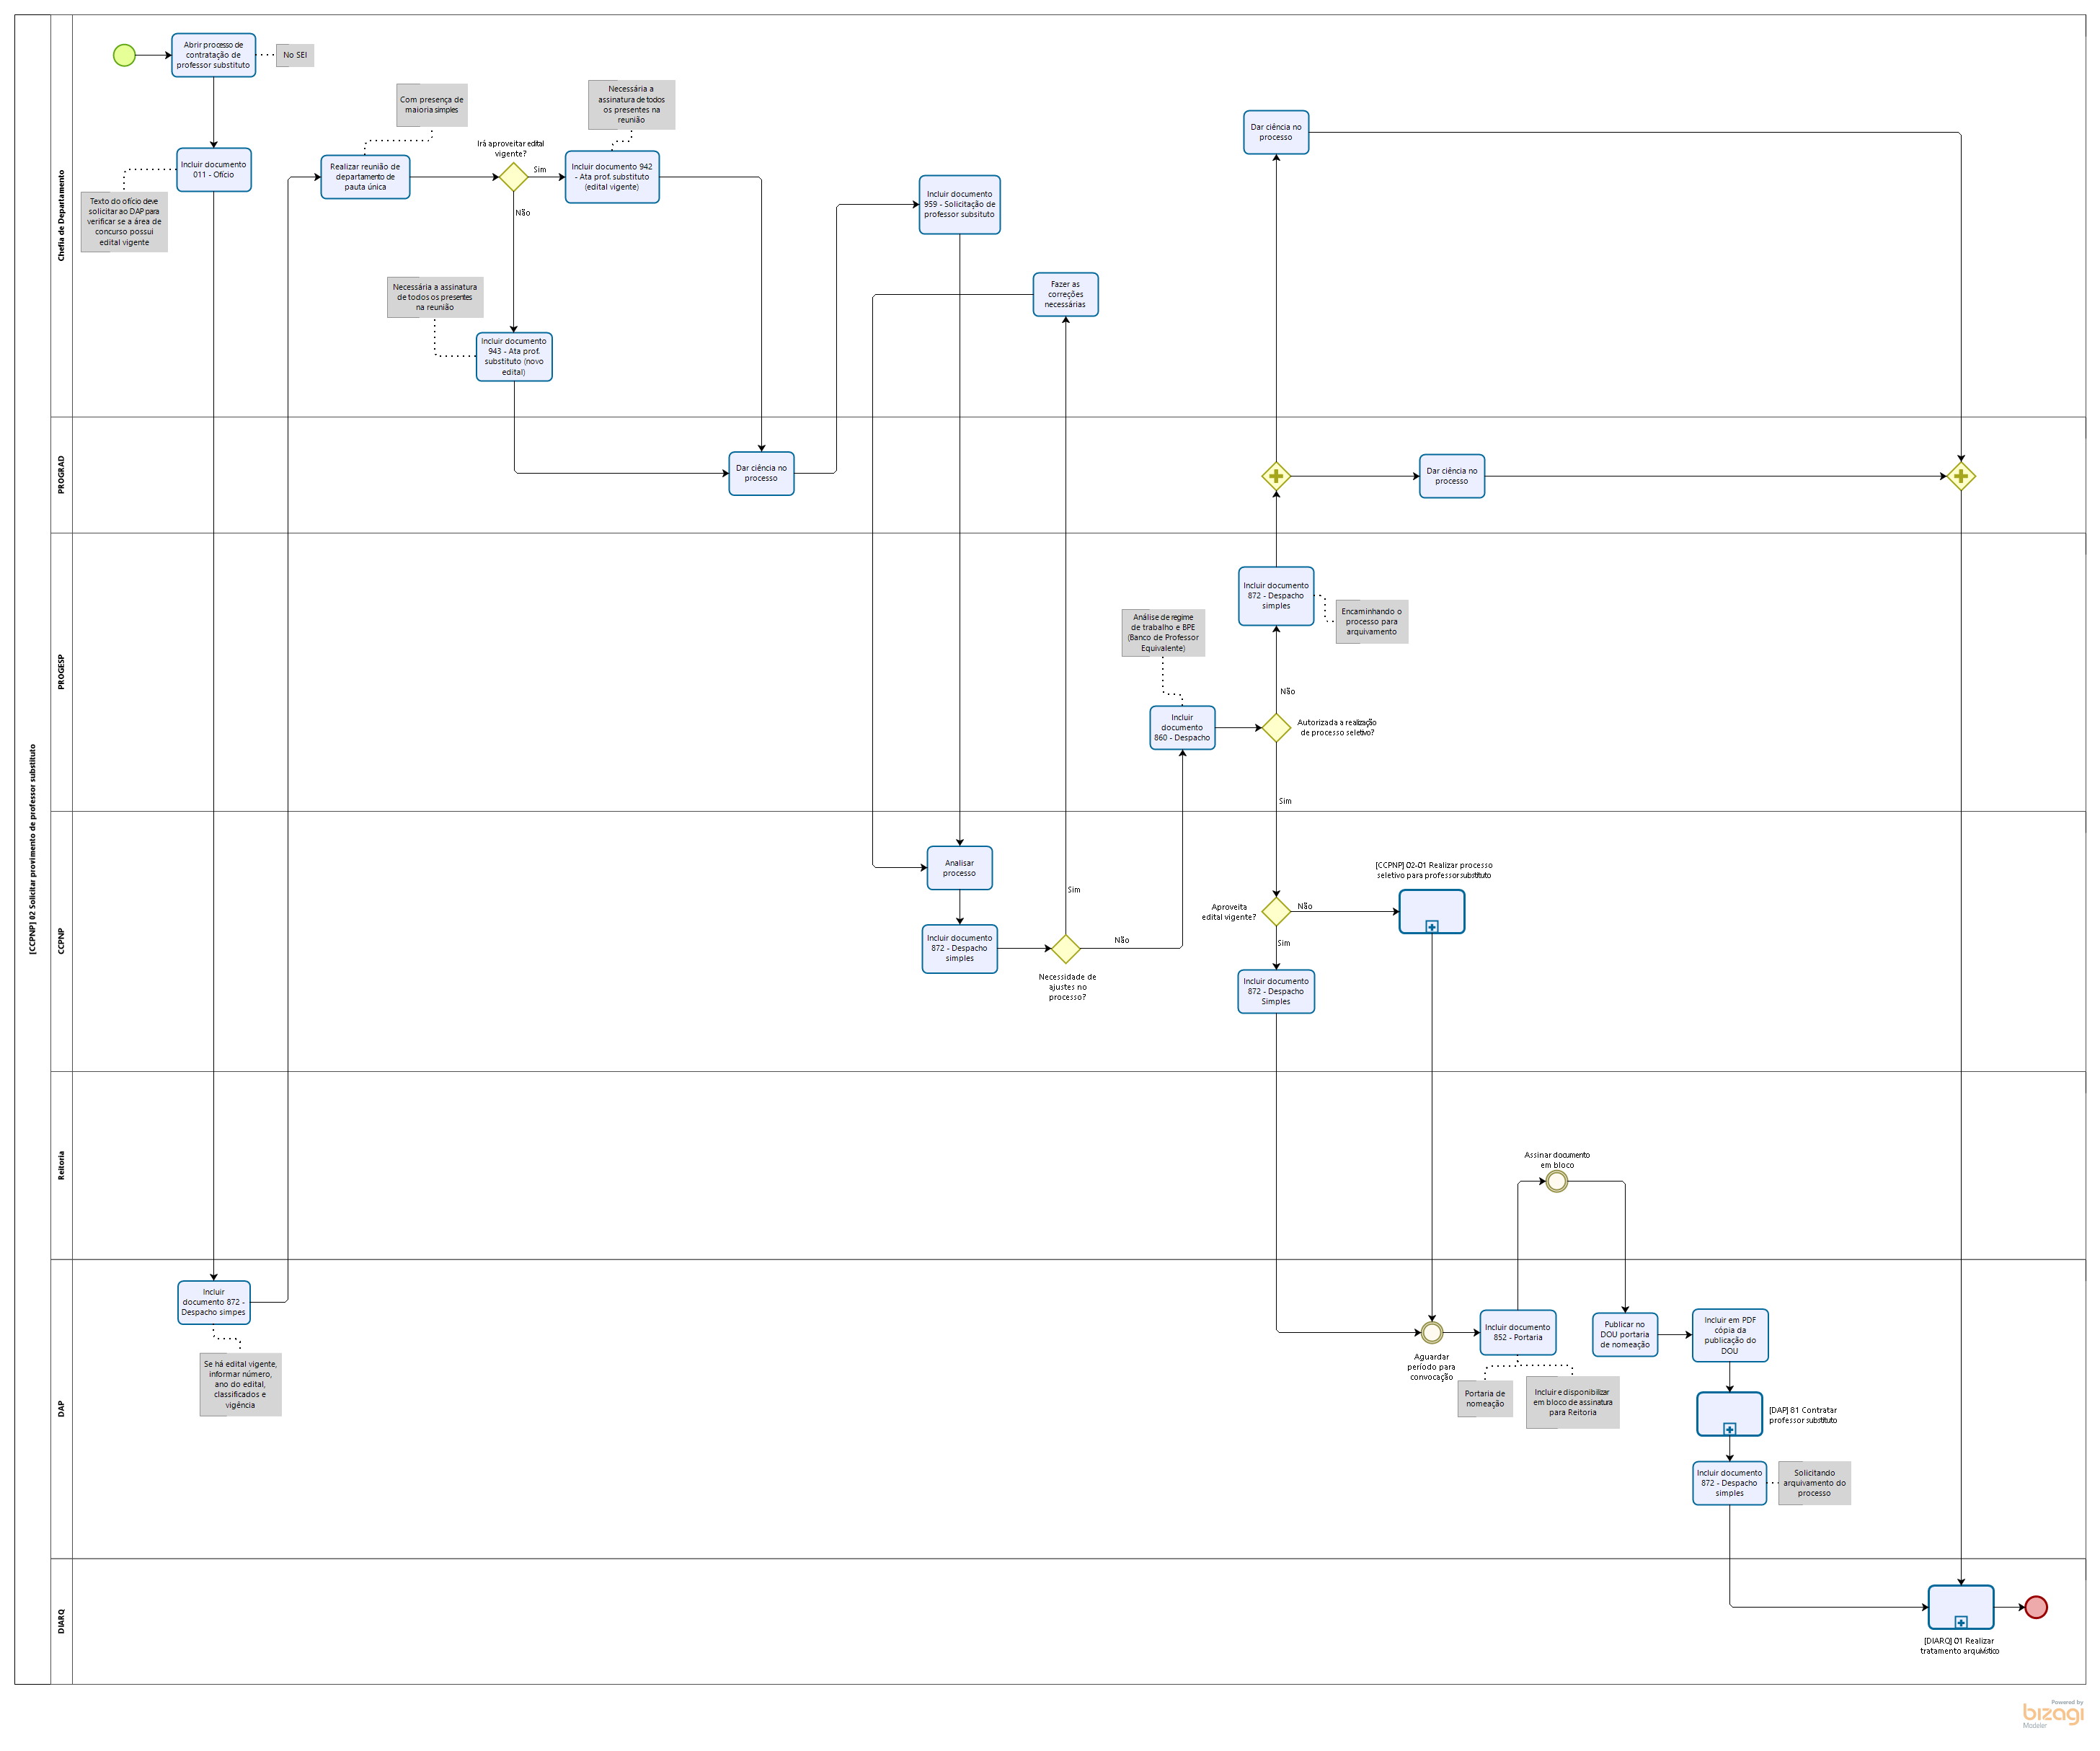 [CCPNP] 02 Solicitar provimento de professor substituto
Chefia de Departamento
Abrir processo de
contratação de
professor substituto
No SEI
Incluir documento
011 - Ofício
Texto do ofício deve
solicitar ao DAP para
verificar se a área de
concurso possui
edital vigente
Com presença de
maioria simples
Realizar reunião de
departamento de
pauta única
Irá aproveitar edital
vigente?
Sim
Não
Necessária a
assinatura de todos
os presentes na
reunião
Incluir documento 942
- Ata prof. substituto
(edital vigente)
Necessária a assinatura
de todos os presentes
na reunião
Incluir documento
943 - Ata prof.
substituto (novo
edital)
Incluir documento
959 - Solicitação de
professor subsituto
Fazer as
correções
necessárias
Dar ciência no
processo
PROGRAD
Dar ciência no
processo
Dar ciência no
processo
PROGESP
Incluir documento
872 - Despacho
simples
Encaminhando o
processo para
arquivamento
Análise de regime
de trabalho e BPE
(Banco de Professor
Equivalente)
Incluir
documento
860 - Despacho
Não
Autorizada a realização
de processo seletivo?
Sim
CCPNP
Analisar
processo
Incluir documento
872 - Despacho
simples
Sim
Não
Necessidade de
ajustes no
processo?
Aproveita
edital vigente?
Não
Sim
[CCPNP] 02-01 Realizar processo
seletivo para professor substituto
Incluir documento
872 - Despacho
Simples
Reitoria
Assinar documento
em bloco
DAP
Incluir
documento 872 -
Despacho simpes
Se há edital vigente,
informar número,
ano do edital,
classificados e
vigência
Aguardar
período para
convocação
Incluir documento
852 - Portaria
Portaria de
nomeação
Incluir e disponibilizar
em bloco de assinatura
para Reitoria
Publicar no
DOU portaria
de nomeação
Incluir em PDF
cópia da
publicação do
DOU
[DAP] 81 Contratar
professor substituto
Incluir documento
872 - Despacho
simples
Solicitando
arquivamento do
processo
DIARQ
[DIARQ] 01 Realizar
tratamento arquivístico
Powered by
bizagi
Modeler